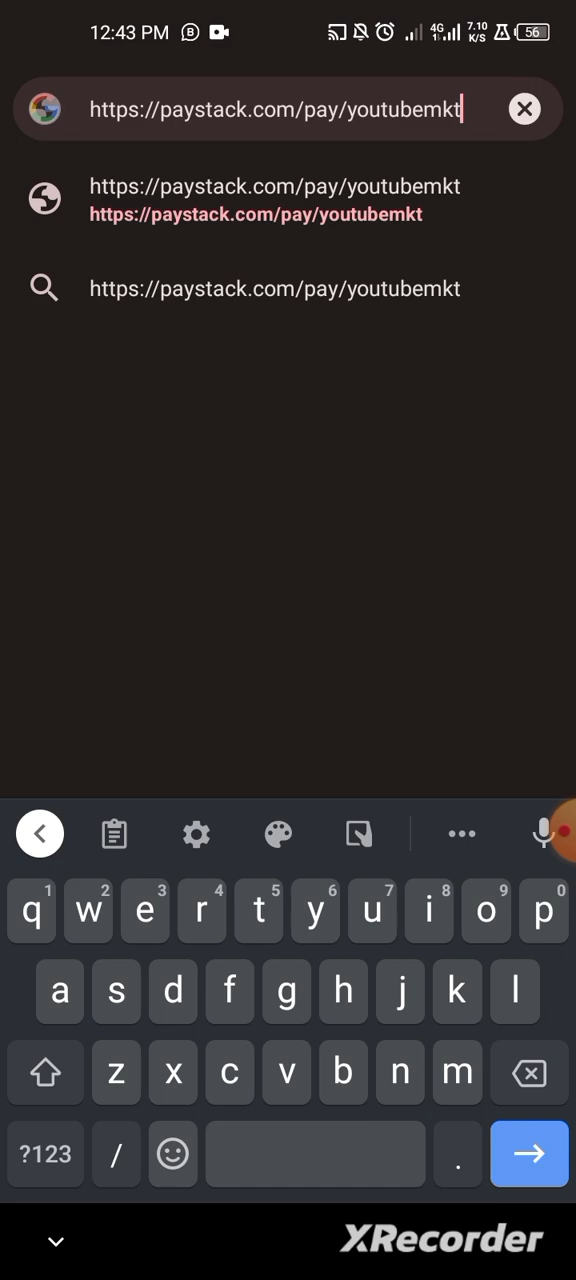 12:43 PM
4G
7.10
K/S
56
https://paystack.com/pay/youtubemkt
https://paystack.com/pay/youtubemkt
https://paystack.com/pay/youtubemkt
https://paystack.com/pay/youtubemkt
1 2 3 4 5 6 7 8 9 0
q w e r t y u i o p
a s d f g h j k l
z x c v b n m
?123 / .
XRecorder